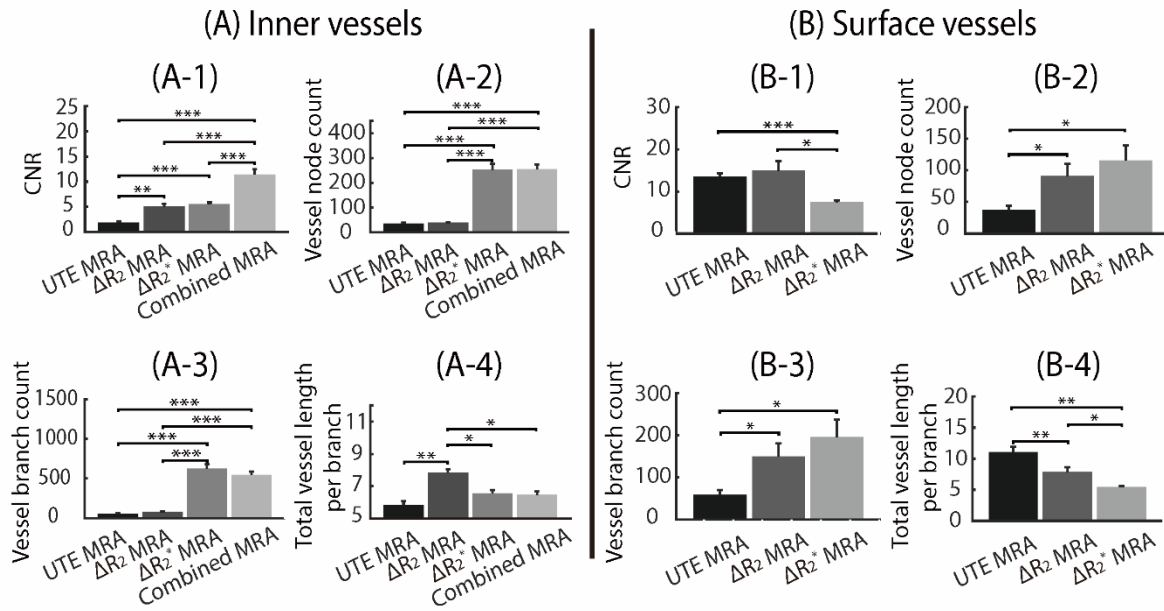 (A) Inner vessels
(B) Surface vessels
(A-1)
CNR
25
20
15
10
5
0
***
***
***
***
**
UTE MRA
ΔR₂ MRA
ΔR₂* MRA
Combined MRA
(A-2)
Vessel node count
400
300
200
100
0
***
***
***
***
UTE MRA
ΔR₂ MRA
ΔR₂* MRA
Combined MRA
(B-1)
CNR
30
20
10
0
***
*
UTE MRA
ΔR₂ MRA
ΔR₂* MRA
(B-2)
Vessel node count
200
150
100
50
0
*
*
UTE MRA
ΔR₂ MRA
ΔR₂* MRA
(A-3)
Vessel branch count
1500
1000
500
0
***
***
***
***
UTE MRA
ΔR₂ MRA
ΔR₂* MRA
Combined MRA
(A-4)
Total vessel length
per branch
11
9
7
5
*
*
**
UTE MRA
ΔR₂ MRA
ΔR₂* MRA
Combined MRA
(B-3)
Vessel branch count
300
200
100
0
*
*
UTE MRA
ΔR₂ MRA
ΔR₂* MRA
(B-4)
Total vessel length
per branch
20
15
10
5
0
**
*
**
UTE MRA
ΔR₂ MRA
ΔR₂* MRA